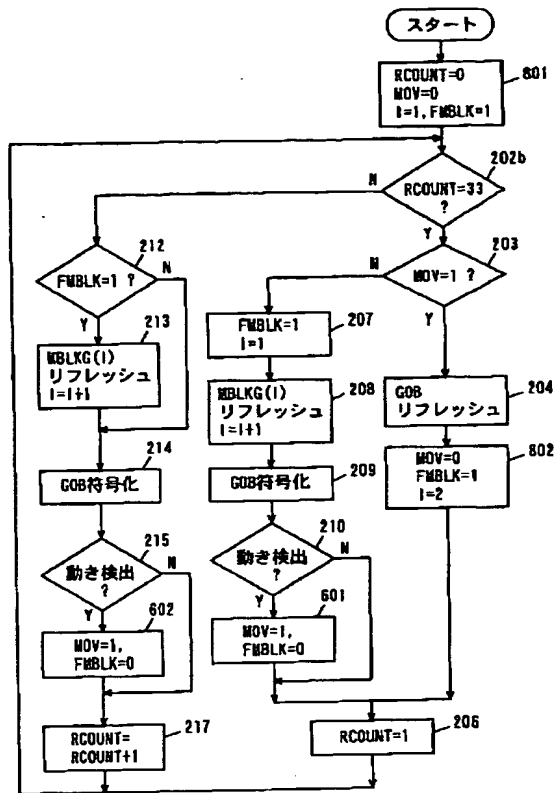 スタート
RCOUNT=0
MOV=0
I=1,FMBLK=1
801
202b
RCOUNT=33
?
N
Y
212
FMBLK=1 ?
N
Y
203
MOV=1 ?
N
Y
213
MBLKG(I)
リフレッシュ
I=I+1
FMBLK=1
I=1
207
MBLKG(I)
リフレッシュ
I=I+1
208
GOB
リフレッシュ
204
214
GOB符号化
GOB符号化
209
MOV=0
FMBLK=1
I=2
802
215
動き検出
?
N
Y
210
動き検出
?
N
Y
602
MOV=1,
FMBLK=0
601
MOV=1,
FMBLK=0
RCOUNT=
RCOUNT+1
217
RCOUNT=1
206